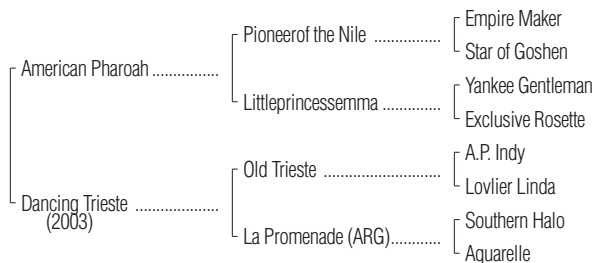 Empire Maker
Pioneerof the Nile ................
Star of Goshen
American Pharoah ................
Yankee Gentleman
Littleprincessemma ..............
Exclusive Rosette
A.P. Indy
Old Trieste ............................
Lovlier Linda
Dancing Trieste ....................
(2003)
Southern Halo
La Promenade (ARG)............
Aquarelle